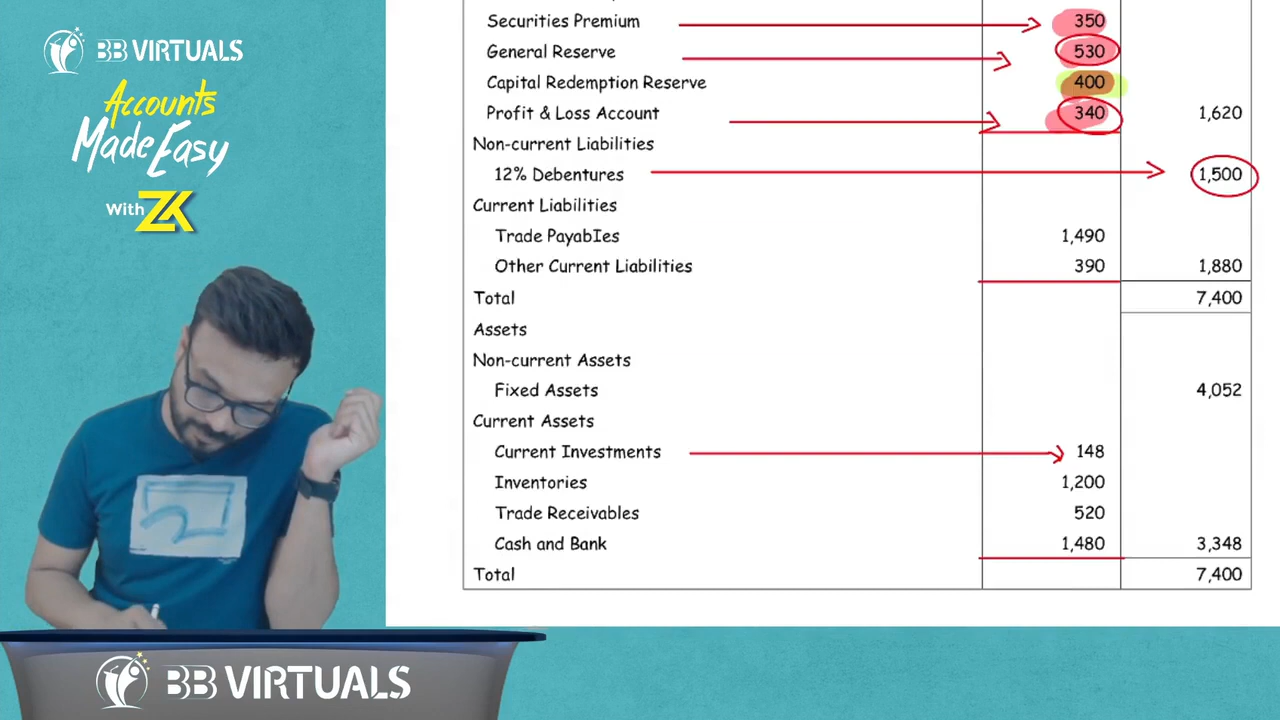 BB VIRTUALS
Accounts
Made Easy
With ZK
Securities Premium 350
General Reserve 530
Capital Redemption Reserve 400
Profit & Loss Account 340 1,620
Non-current Liabilities
12% Debentures 1,500
Current Liabilities
Trade PayabIes 1,490
Other Current Liabilities 390 1,880
Total 7,400
Assets
Non-current Assets
Fixed Assets 4,052
Current Assets
Current Investments 148
Inventories 1,200
Trade Receivables 520
Cash and Bank 1,480 3,348
Total 7,400
BB VIRTUALS